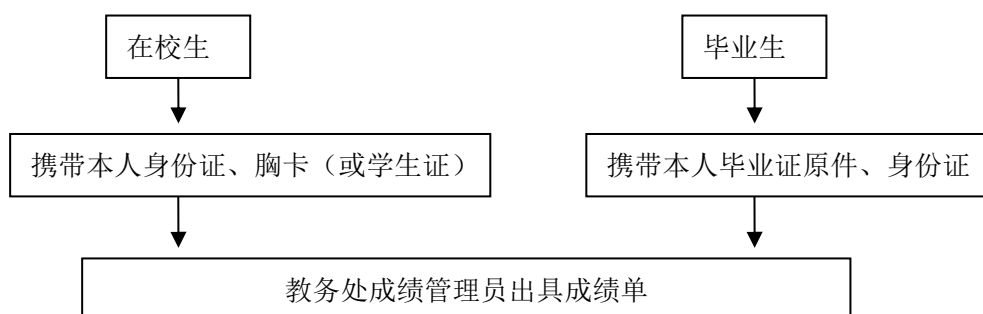 在校生
毕业生
携带本人身份证、胸卡（或学生证）
携带本人毕业证原件、身份证
教务处成绩管理员出具成绩单